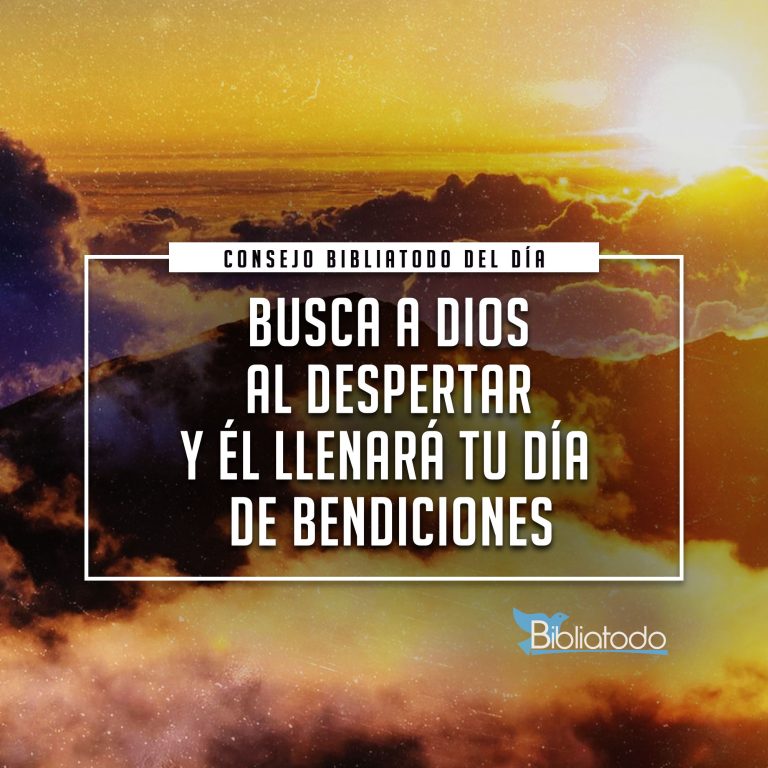 CONSEJO BIBLIATODO DEL DÍA
BUSCA A DIOS
AL DESPERTAR
Y ÉL LLENARÁ TU DÍA
DE BENDICIONES
Bibliatodo